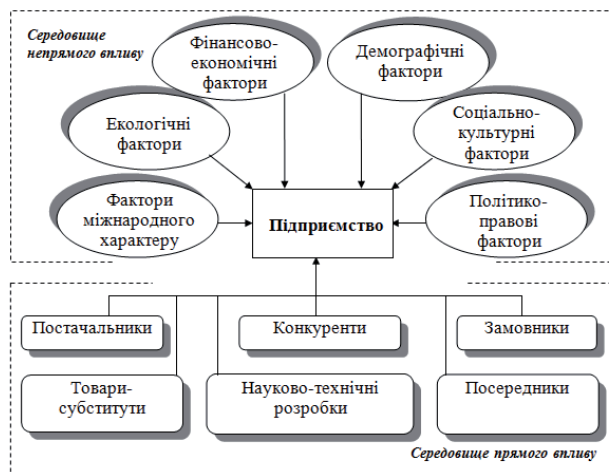 Середовище
непрямого впливу
Фінансово-
економічні
фактори
Демографічні
фактори
Екологічні
фактори
Соціально-
культурні
фактори
Фактори
міжнародного
характеру
Підприємство
Політико-
правові
фактори
Постачальники
Конкуренти
Замовники
Товари-
субститути
Науково-технічні
розробки
Посередники
Середовище прямого впливу